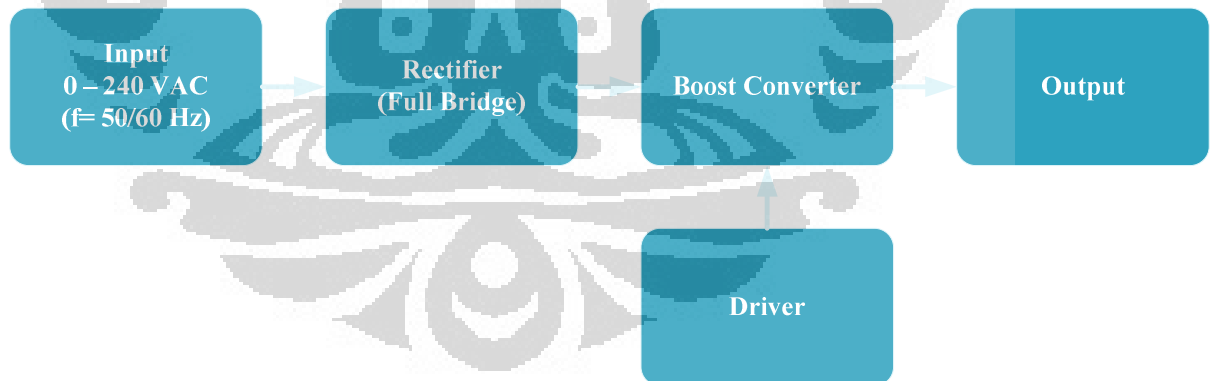 Input
0 – 240 VAC
(f= 50/60 Hz)
Rectifier
(Full Bridge)
Boost Converter
Output
Driver